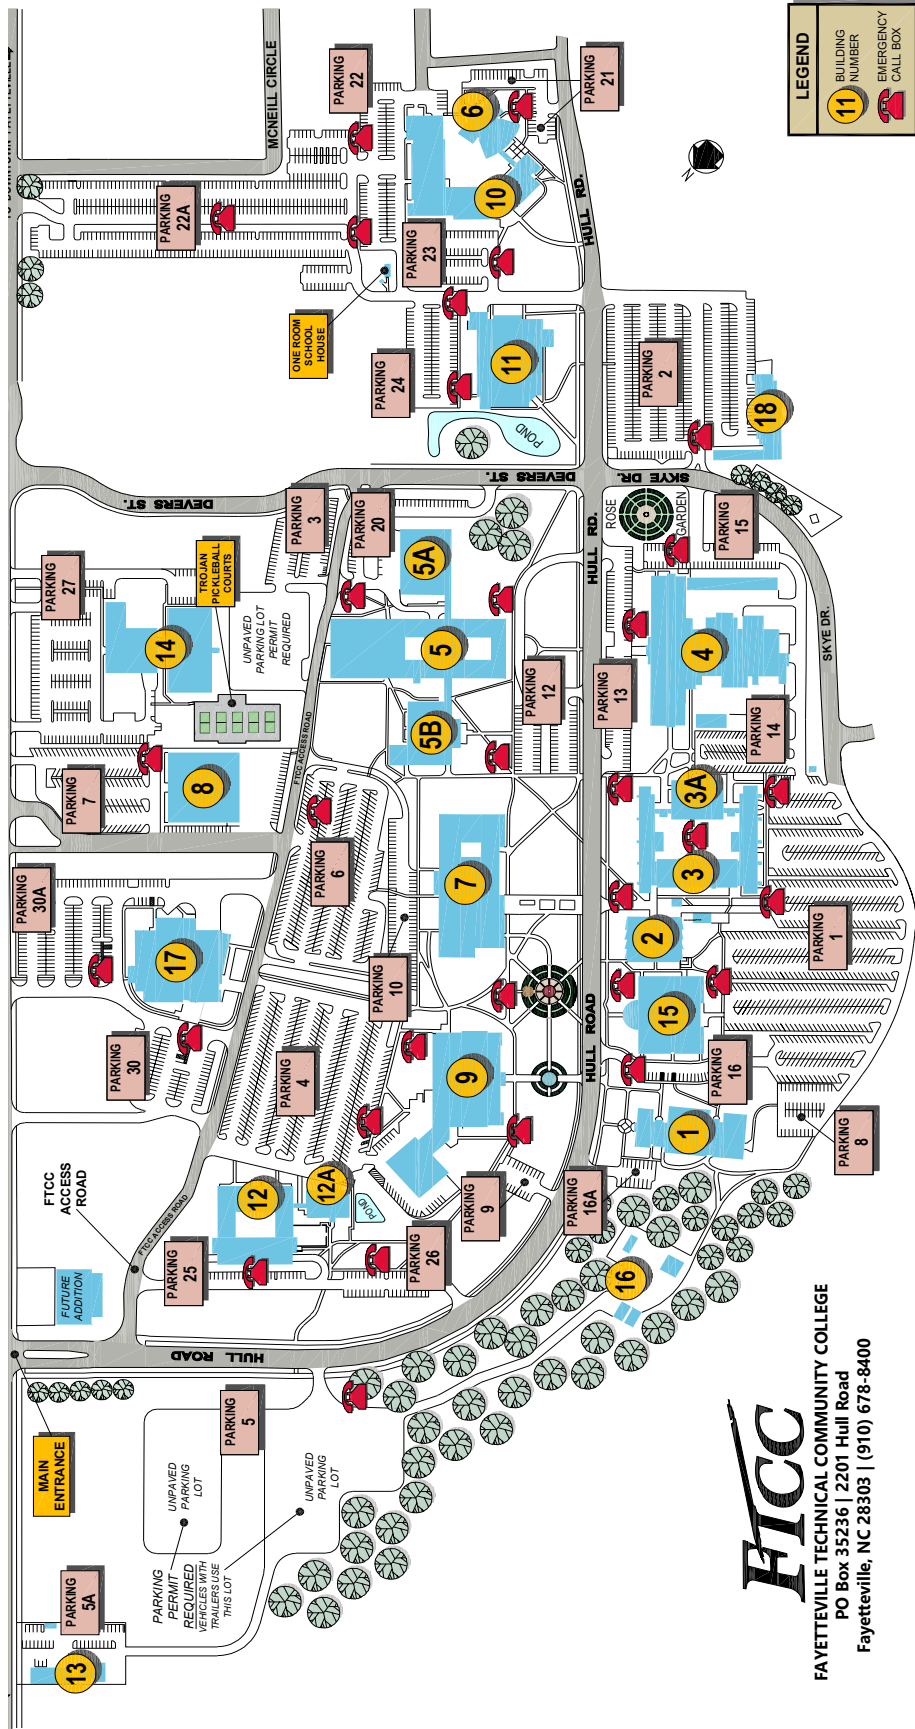 MAIN
ENTRANCE
PARKING
5A
13
PARKING
5
UNPAVED
PARKING
LOT
PARKING
PERMIT
REQUIRED
VEHICLES WITH
TRAILERS USE
THIS LOT
UNPAVED
PARKING
LOT
HULL ROAD
FUTURE
ADDITION
FTCC
ACCESS
ROAD
FTCC ACCESS ROAD
PARKING
25
12
12A
POND
PARKING
26
PARKING
9
PARKING
16A
16
PARKING
30
PARKING
30A
17
PARKING
4
PARKING
10
PARKING
6
9
HULL ROAD
1
PARKING
8
PARKING
16
15
2
PARKING
1
3
3A
7
PARKING
7
8
FTCC ACCESS ROAD
PARKING
27
14
TROJAN
PICKLEBALL
COURTS
UNPAVED
PARKING LOT
PERMIT
REQUIRED
PARKING
3
PARKING
20
5A
5
5B
PARKING
12
PARKING
13
PARKING
14
4
PARKING
15
ROSE
GARDEN
HULL RD.
SKYE DR.
SKYE DR.
DEVERS ST.
DEVERS ST.
POND
11
PARKING
24
ONE ROOM
SCHOOL
HOUSE
PARKING
23
PARKING
22A
PARKING
22
MCNEILL CIRCLE
10
6
PARKING
21
HULL RD.
PARKING
2
18
N
LEGEND
11
BUILDING
NUMBER
EMERGENCY
CALL BOX
FTCC
FAYETTEVILLE TECHNICAL COMMUNITY COLLEGE
PO Box 35236 | 2201 Hull Road
Fayetteville, NC 28303 | (910) 678-8400